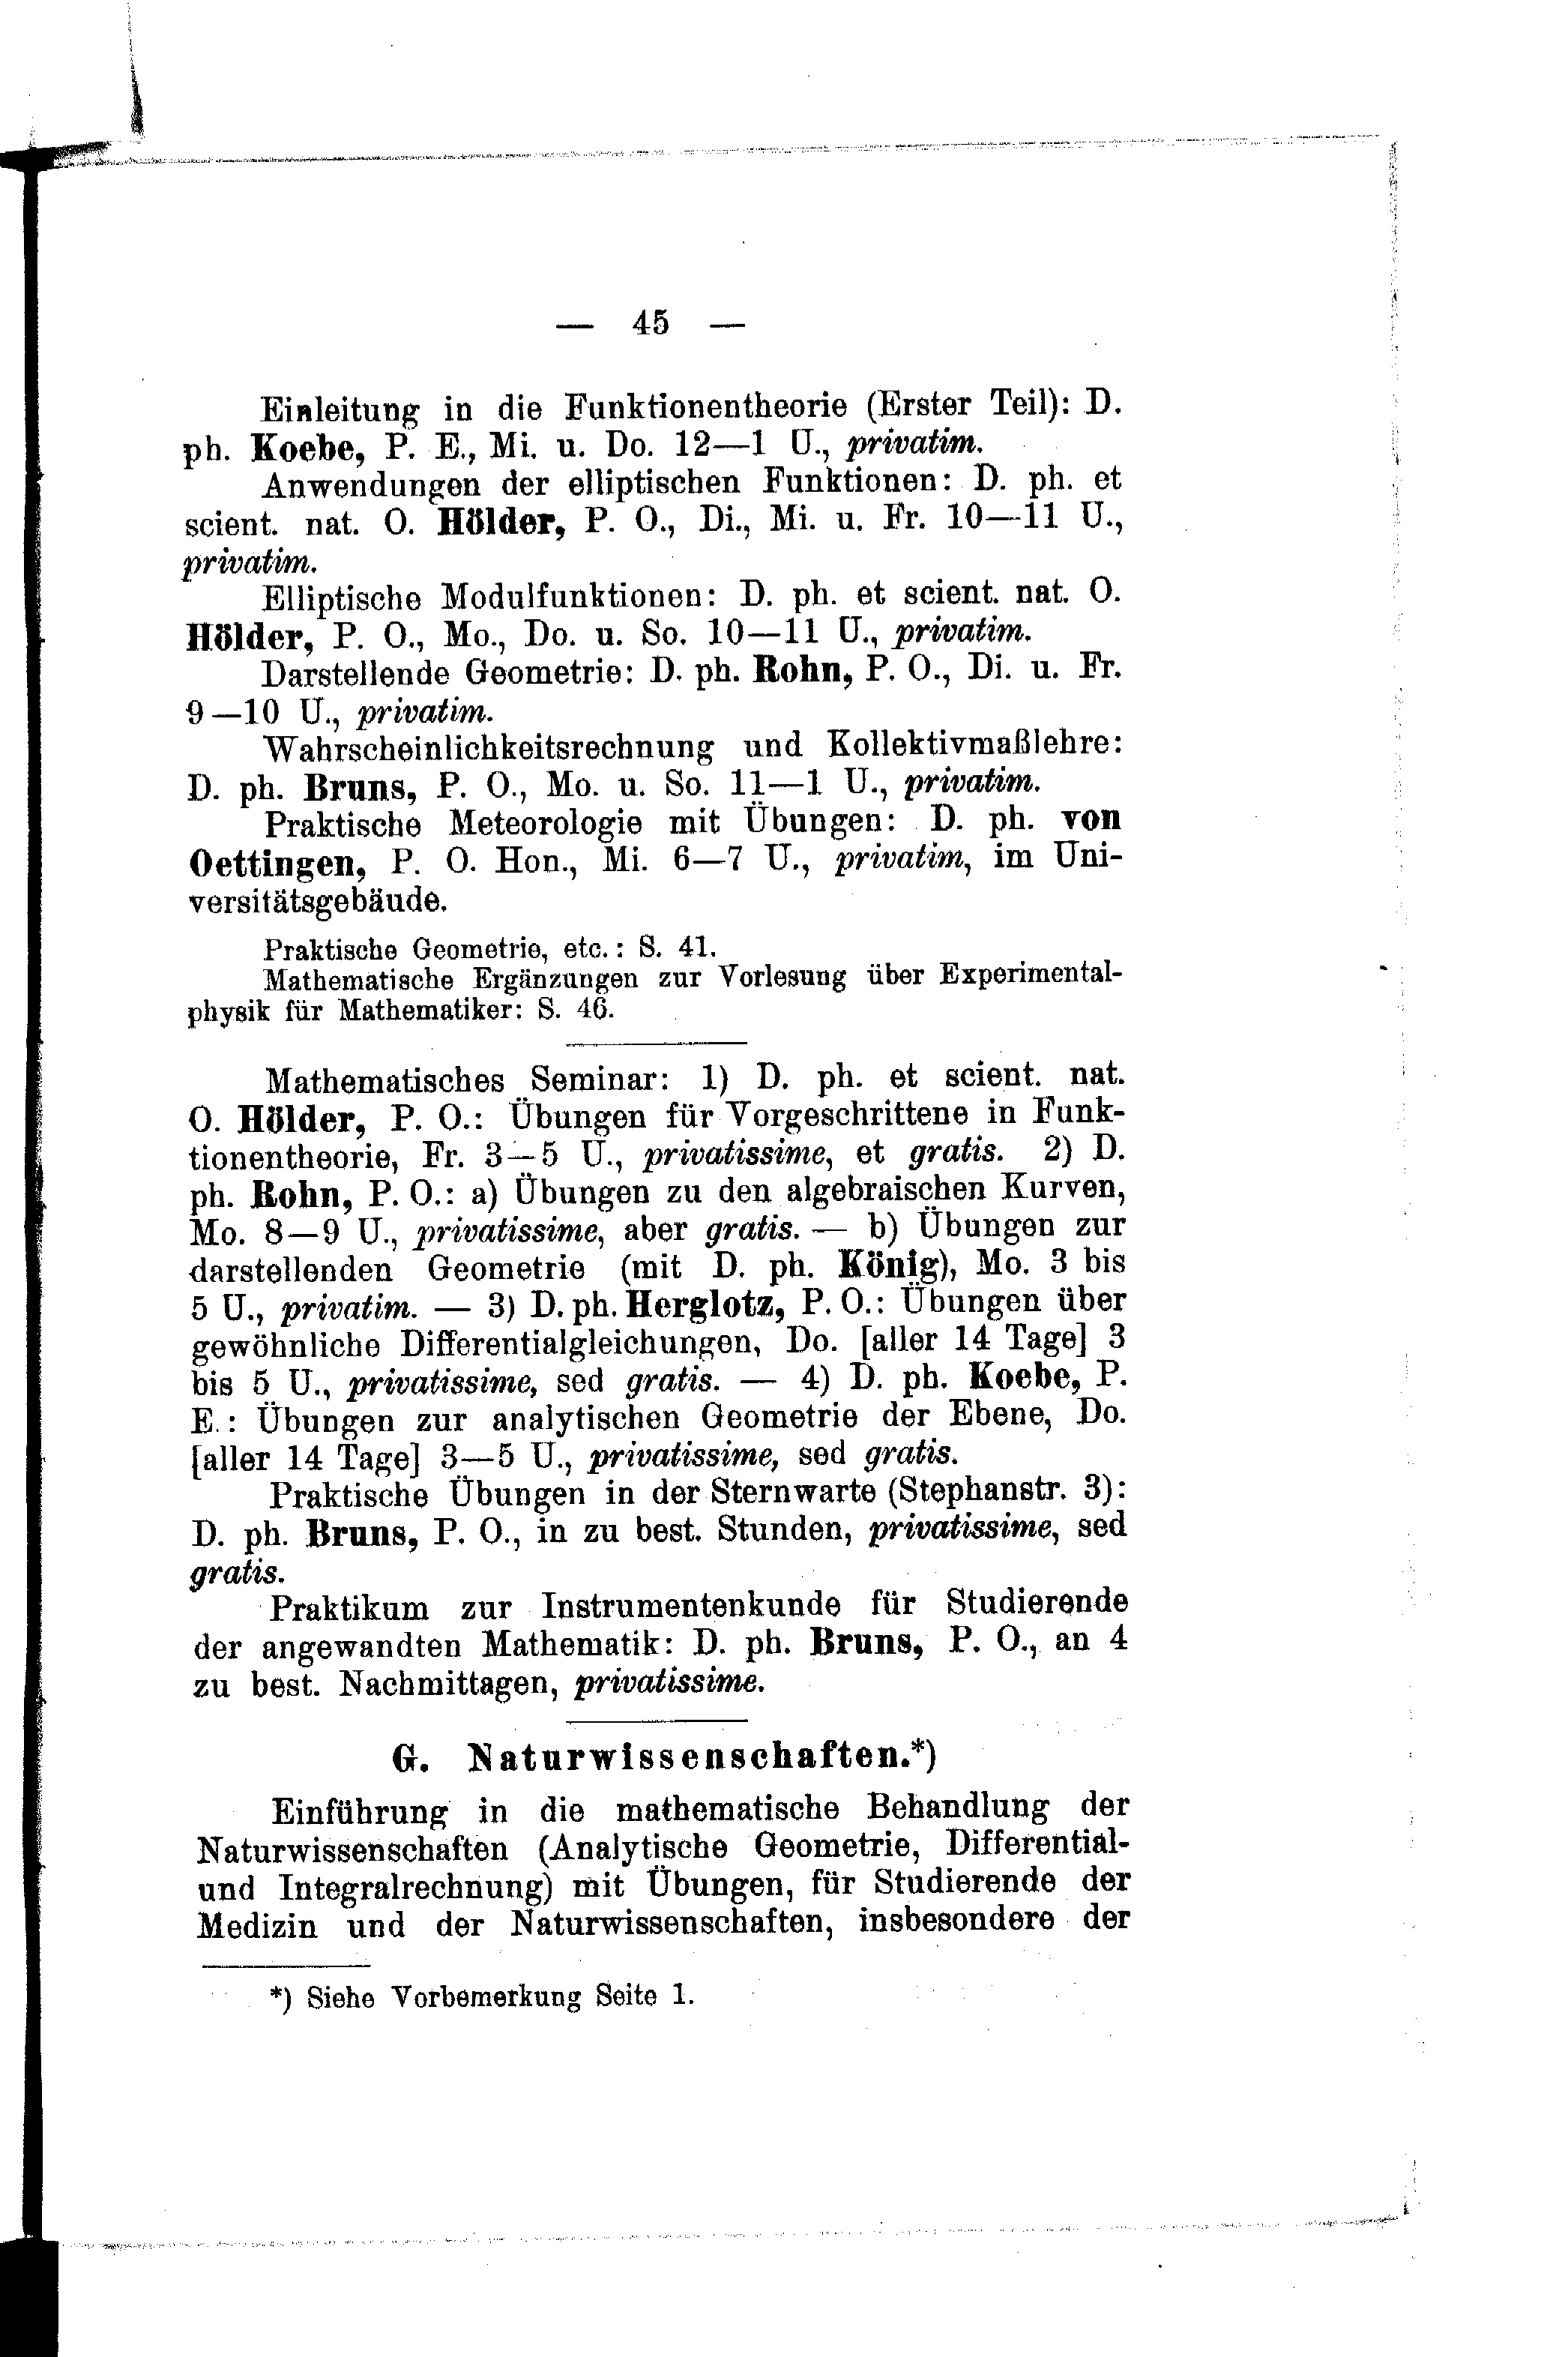 — 45 —
Einleitung in die Funktionentheorie (Erster Teil): D.
ph. Koebe, P. E., Mi. u. Do. 12—1 U., privatim.
Anwendungen der elliptischen Funktionen: D. ph. et
scient. nat. O. Hölder, P. O., Di., Mi. u. Fr. 10—11 U.,
privatim.
Elliptische Modulfunktionen: D. ph. et scient. nat. O.
Hölder, P. O., Mo., Do. u. So. 10—11 U., privatim.
Darstellende Geometrie: D. ph. Rohn, P. O., Di. u. Fr.
9—10 U., privatim.
Wahrscheinlichkeitsrechnung und Kollektivmaßlehre:
D. ph. Bruns, P. O., Mo. u. So. 11—1 U., privatim.
Praktische Meteorologie mit Übungen: D. ph. von
Oettingen, P. O. Hon., Mi. 6—7 U., privatim, im Uni-
versitätsgebäude.
Praktische Geometrie, etc.: S. 41.
Mathematische Ergänzungen zur Vorlesung über Experimental-
physik für Mathematiker: S. 46.
Mathematisches Seminar: 1) D. ph. et scient. nat.
O. Hölder, P. O.: Übungen für Vorgeschrittene in Funk-
tionentheorie, Fr. 3—5 U., privatissime, et gratis. 2) D.
ph. Rohn, P. O.: a) Übungen zu den algebraischen Kurven,
Mo. 8—9 U., privatissime, aber gratis. — b) Übungen zur
darstellenden Geometrie (mit D. ph. König), Mo. 3 bis
5 U., privatim. — 3) D. ph. Herglotz, P. O.: Übungen über
gewöhnliche Differentialgleichungen, Do. [aller 14 Tage] 3
bis 5 U., privatissime, sed gratis. — 4) D. ph. Koebe, P.
E.: Übungen zur analytischen Geometrie der Ebene, Do.
[aller 14 Tage] 3—5 U., privatissime, sed gratis.
Praktische Übungen in der Sternwarte (Stephanstr. 3):
D. ph. Bruns, P. O., in zu best. Stunden, privatissime, sed
gratis.
Praktikum zur Instrumentenkunde für Studierende
der angewandten Mathematik: D. ph. Bruns, P. O., an 4
zu best. Nachmittagen, privatissime.
G. Naturwissenschaften.*)
Einführung in die mathematische Behandlung der
Naturwissenschaften (Analytische Geometrie, Differential-
und Integralrechnung) mit Übungen, für Studierende der
Medizin und der Naturwissenschaften, insbesondere der
*) Siehe Vorbemerkung Seite 1.